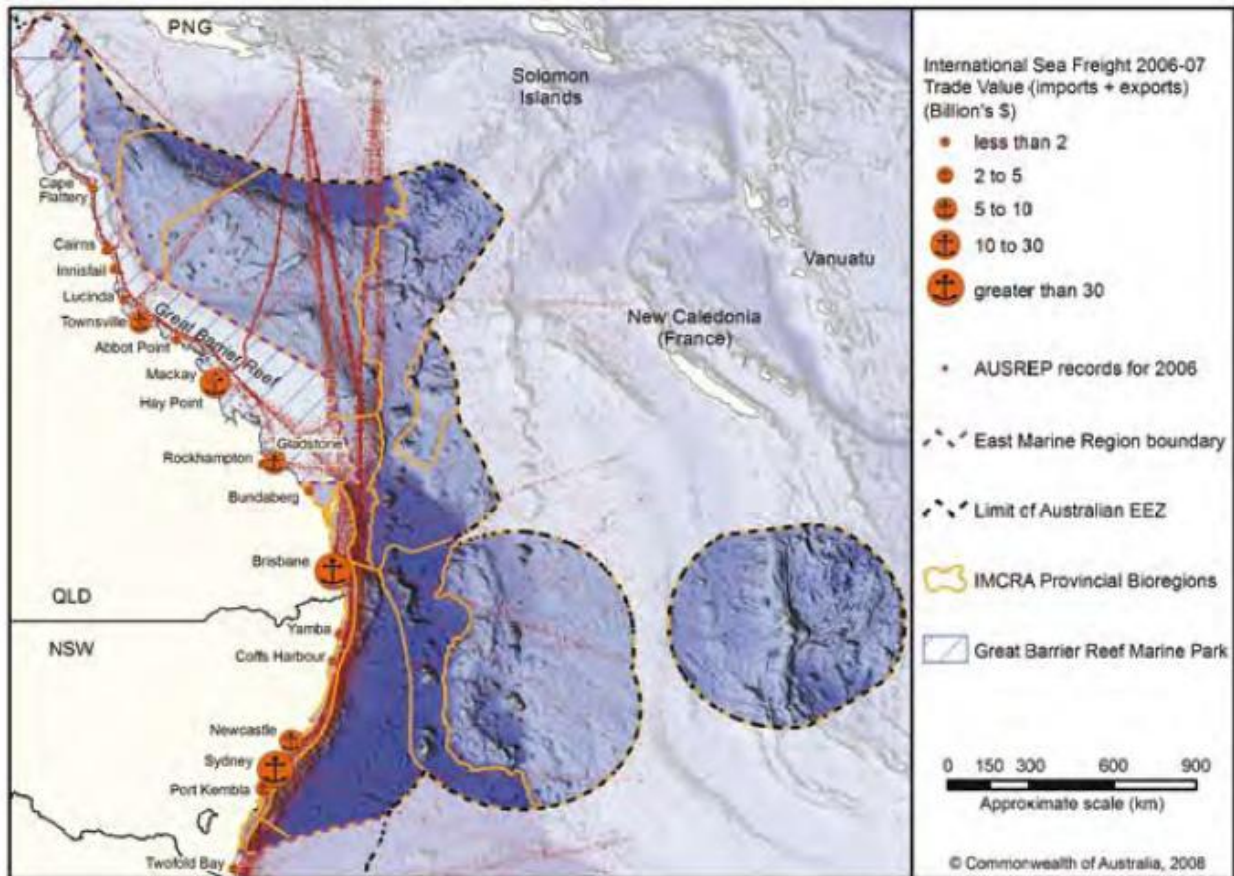 PNG
Solomon
Islands
Vanuatu
New Caledonia
(France)
Cape
Flattery
Cairns
Innisfail
Lucinda
Townsville
Great Barrier Reef
Abbot Point
Mackay
Hay Point
Gladstone
Rockhampton
Bundaberg
Brisbane
QLD
NSW
Yamba
Coffs Harbour
Newcastle
Sydney
Port Kembla
Twofold Bay
International Sea Freight 2006-07
Trade Value (imports + exports)
(Billion's $)
less than 2
2 to 5
5 to 10
10 to 30
greater than 30
AUSREP records for 2006
East Marine Region boundary
Limit of Australian EEZ
IMCRA Provincial Bioregions
Great Barrier Reef Marine Park
0 150 300 600 900
Approximate scale (km)
© Commonwealth of Australia, 2008